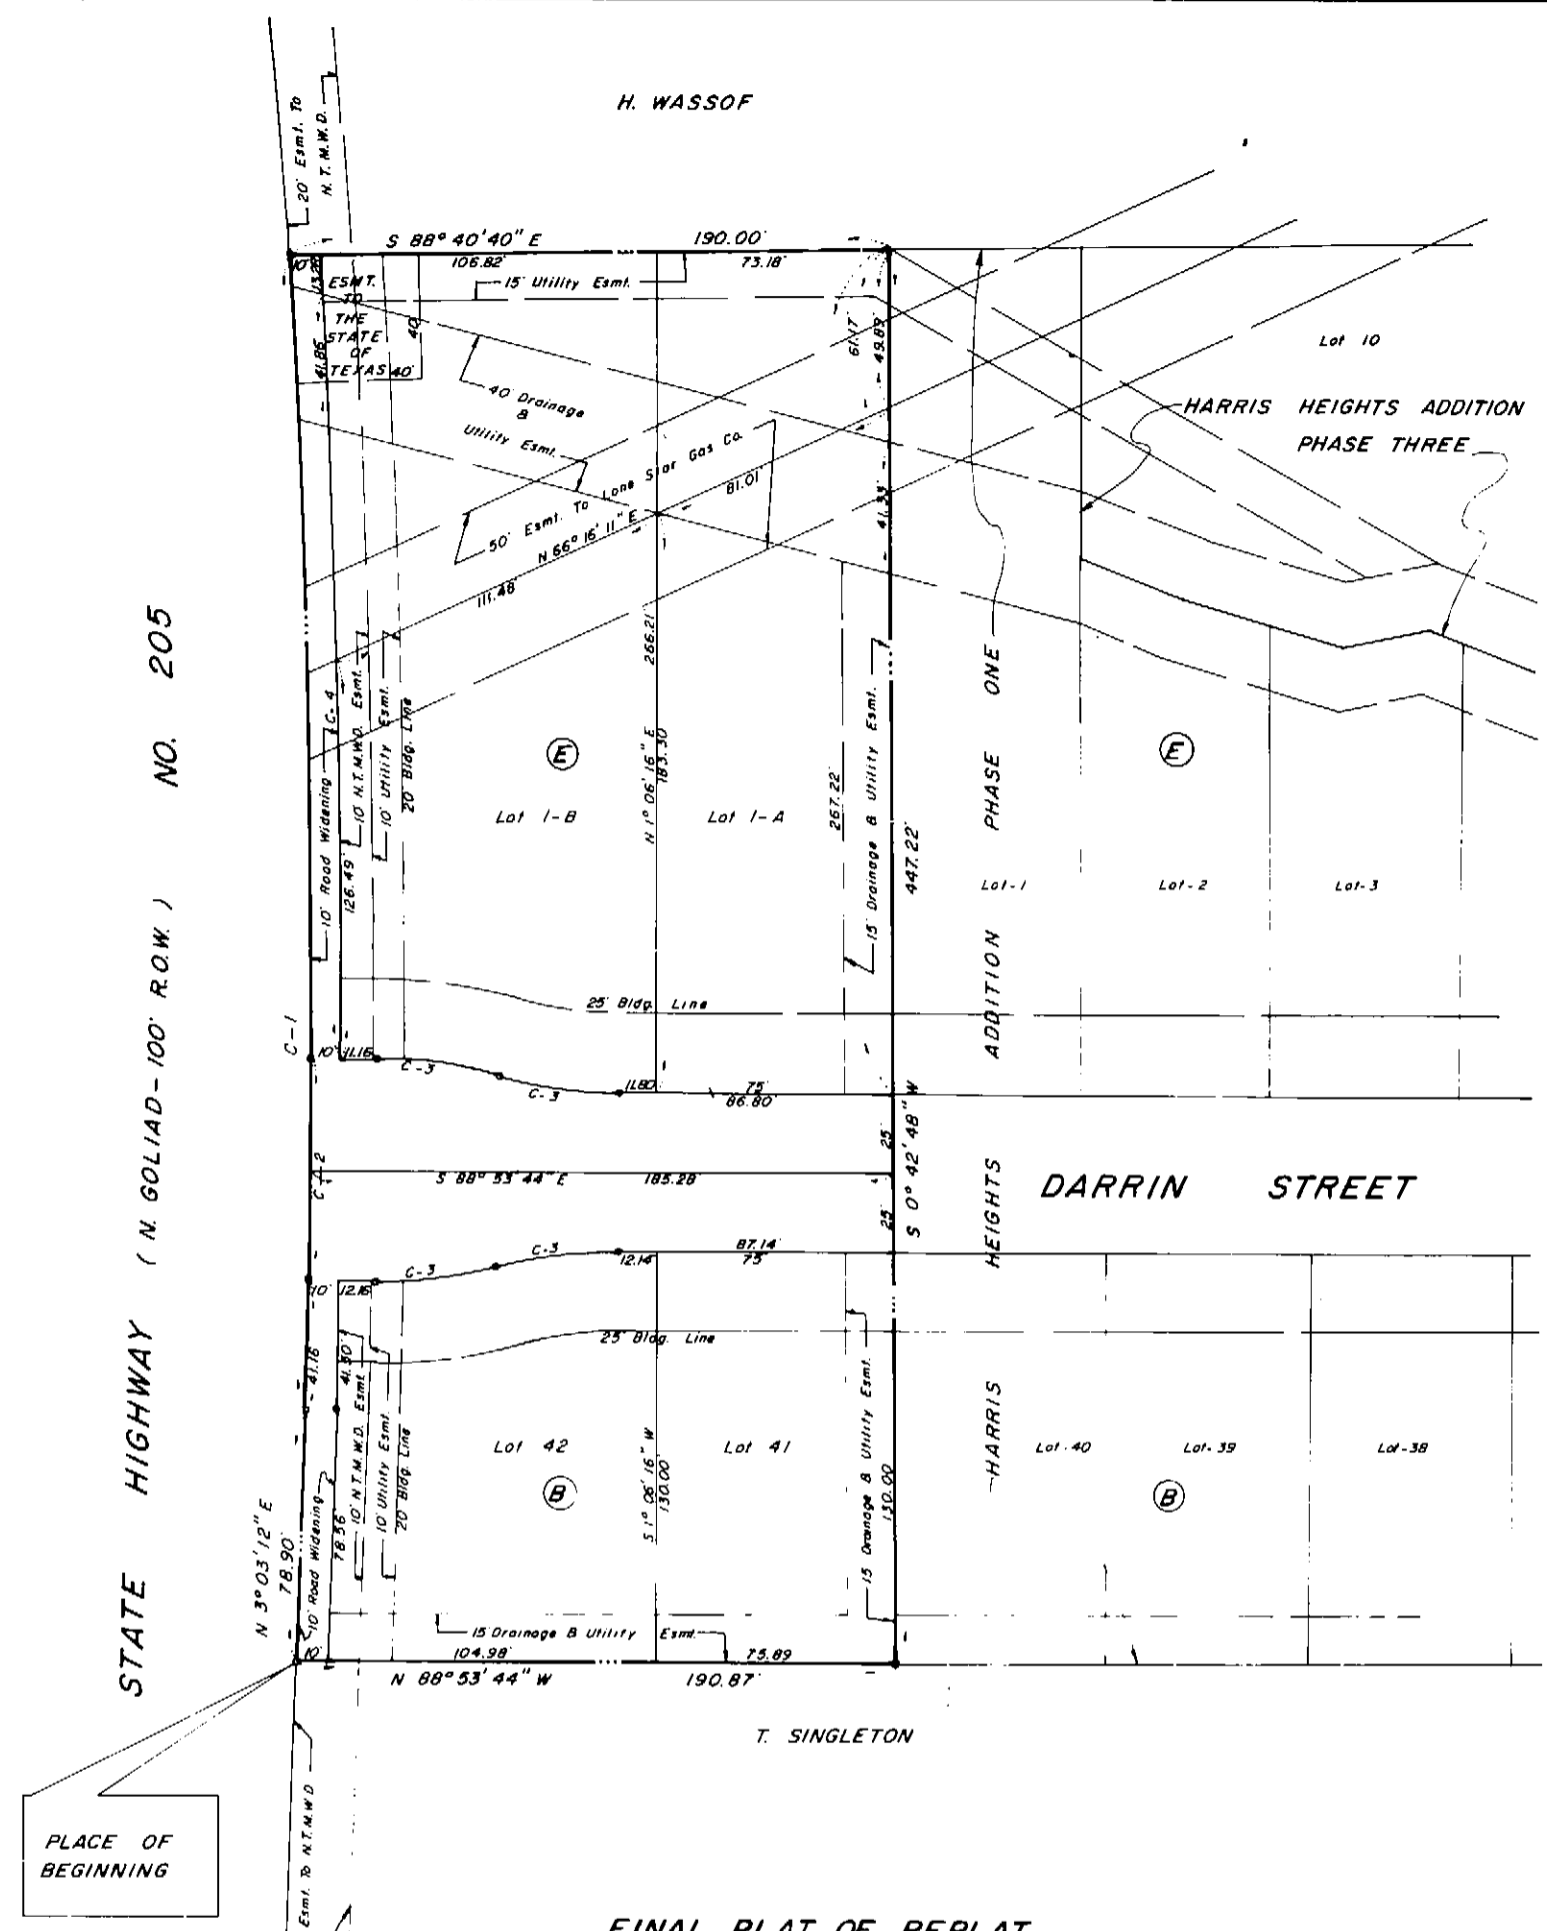 H. WASSOF
20' Esmt. To
N.T.M.W.D.
S 88° 40' 40" E 190.00'
106.82' 73.18'
10'
15' Utility Esmt.
ESMT.
TO
THE
STATE
OF
TEXAS 40'
40'
41.86'
61.17'
49.89'
Lot 10
40' Drainage
&
Utility Esmt.
HARRIS HEIGHTS ADDITION
PHASE THREE
50' Esmt. To Lone Star Gas Co.
81.01'
N 66° 16' 11" E
111.48'
266.21'
N 1° 06' 16" E
183.30'
STATE HIGHWAY NO. 205
( N. GOLIAD - 100' R.O.W. )
C-4
10' Road Widening
10' N.T.M.W.D. Esmt.
10' Utility Esmt.
20' Bldg. Line
126.49'
E
Lot 1-B
Lot 1-A
267.22'
15' Drainage & Utility Esmt.
447.22'
HARRIS HEIGHTS ADDITION PHASE ONE
E
Lot-1
Lot-2
Lot-3
25' Bldg. Line
C-1
10' 11.16'
C-3
C-3
11.80'
75'
86.80'
C-2
S 88° 53' 44" E 185.28'
25'
25'
S 0° 42' 48" W
DARRIN STREET
C-3
C-3
12.14'
87.14'
75'
10' 12.16'
25' Bldg. Line
41.16'
41.50'
10' N.T.M.W.D. Esmt.
10' Utility Esmt.
20' Bldg. Line
Lot 42
B
S 1° 06' 16" W
130.00'
Lot 41
15' Drainage & Utility Esmt.
130.00'
Lot-40
Lot-39
Lot-38
B
N 3° 03' 12" E
78.90'
10' Road Widening
78.56'
10'
15' Drainage & Utility Esmt.
104.98' 75.89
N 88° 53' 44" W 190.87'
T. SINGLETON
PLACE OF
BEGINNING
Esmt. To N.T.M.W.D
FINAL PLAT OF REPLAT